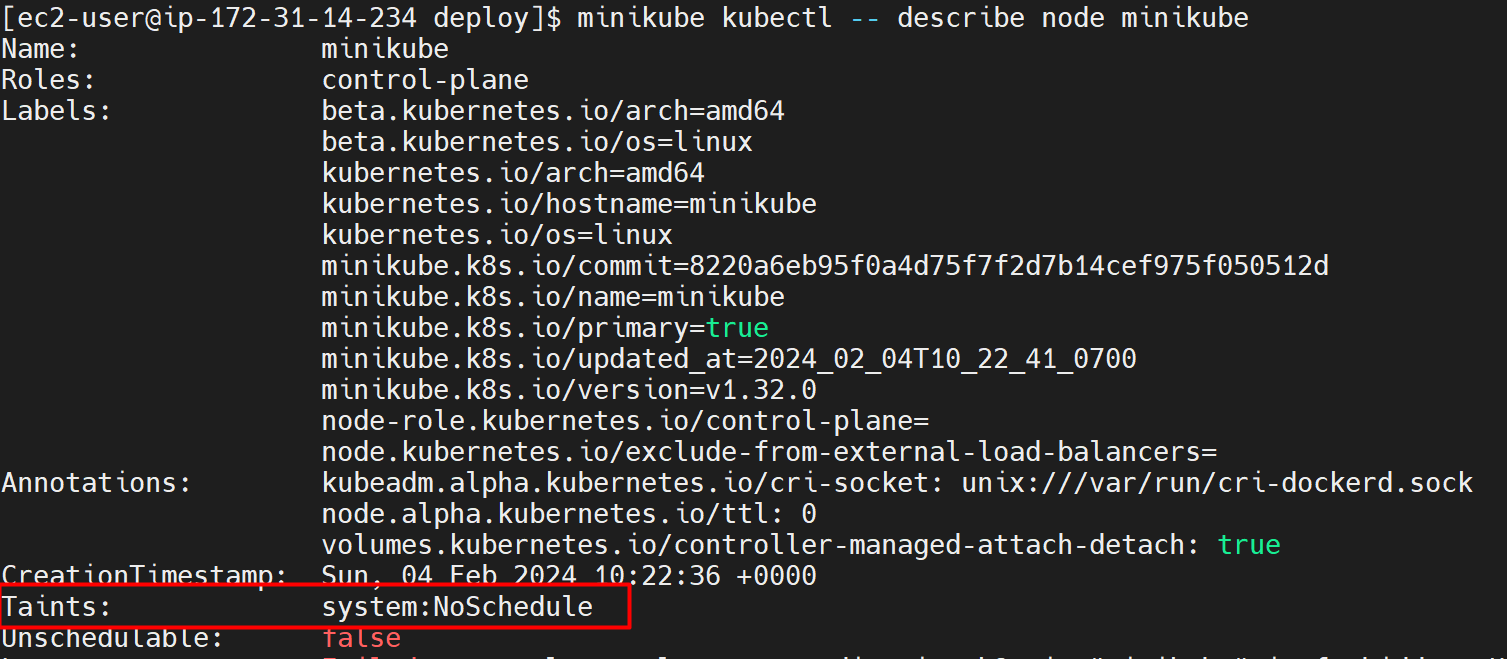 [ec2-user@ip-172-31-14-234 deploy]$ minikube kubectl -- describe node minikube
Name: minikube
Roles: control-plane
Labels: beta.kubernetes.io/arch=amd64
beta.kubernetes.io/os=linux
kubernetes.io/arch=amd64
kubernetes.io/hostname=minikube
kubernetes.io/os=linux
minikube.k8s.io/commit=8220a6eb95f0a4d75f7f2d7b14cef975f050512d
minikube.k8s.io/name=minikube
minikube.k8s.io/primary=true
minikube.k8s.io/updated_at=2024_02_04T10_22_41_0700
minikube.k8s.io/version=v1.32.0
node-role.kubernetes.io/control-plane=
node.kubernetes.io/exclude-from-external-load-balancers=
Annotations: kubeadm.alpha.kubernetes.io/cri-socket: unix:///var/run/cri-dockerd.sock
node.alpha.kubernetes.io/ttl: 0
volumes.kubernetes.io/controller-managed-attach-detach: true
CreationTimestamp: Sun, 04 Feb 2024 10:22:36 +0000
Taints: system:NoSchedule
Unschedulable: false